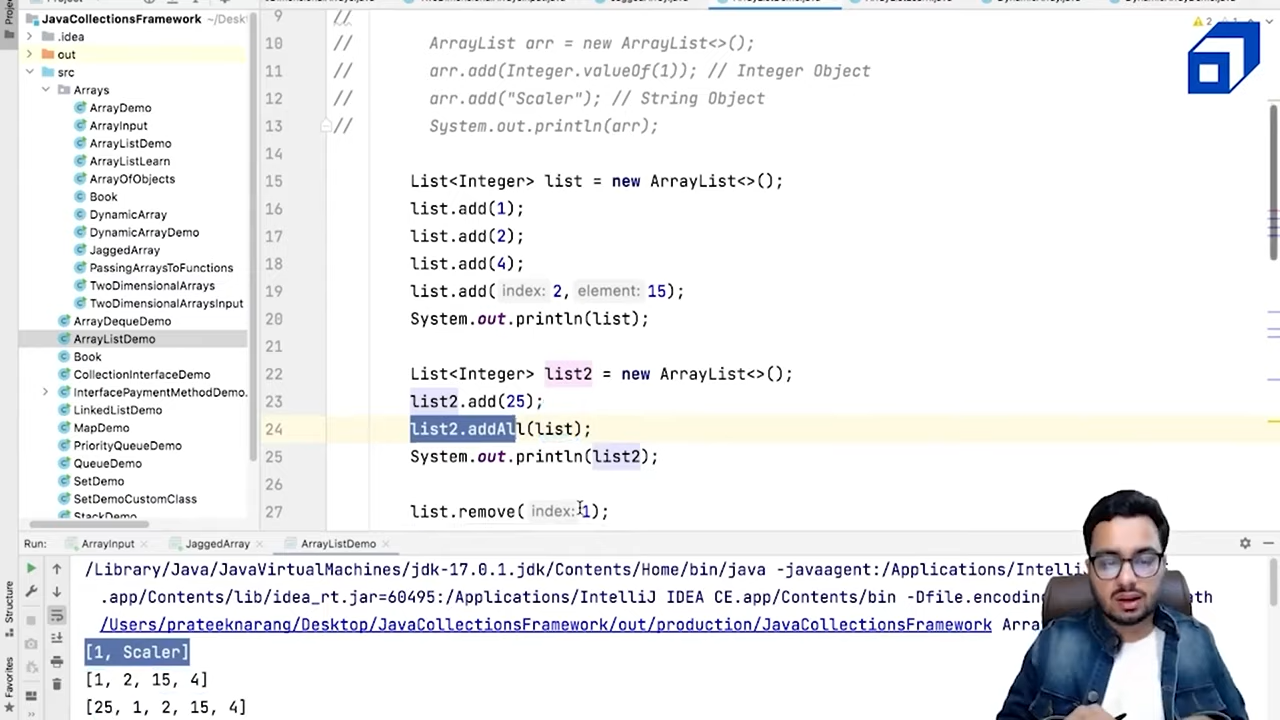 JavaCollectionsFramework ~/Desk
.idea
out
src
Arrays
ArrayDemo
ArrayInput
ArrayListDemo
ArrayListLearn
ArrayOfObjects
Book
DynamicArray
DynamicArrayDemo
JaggedArray
PassingArraysToFunctions
TwoDimensionalArrays
TwoDimensionalArraysInput
ArrayDequeDemo
ArrayListDemo
Book
CollectionInterfaceDemo
InterfacePaymentMethodDemo.
LinkedListDemo
MapDemo
PriorityQueueDemo
QueueDemo
SetDemo
SetDemoCustomClass
StackDemo
9 //
10 // ArrayList arr = new ArrayList<>();
11 // arr.add(Integer.valueOf(1)); // Integer Object
12 // arr.add("Scaler"); // String Object
13 // System.out.println(arr);
14
15 List<Integer> list = new ArrayList<>();
16 list.add(1);
17 list.add(2);
18 list.add(4);
19 list.add( index: 2, element: 15);
20 System.out.println(list);
21
22 List<Integer> list2 = new ArrayList<>();
23 list2.add(25);
24 list2.addAll(list);
25 System.out.println(list2);
26
27 list.remove( index: 1);
2
Run: ArrayInput JaggedArray ArrayListDemo
/Library/Java/JavaVirtualMachines/jdk-17.0.1.jdk/Contents/Home/bin/java -javaagent:/Applications/Intelli
.app/Contents/lib/idea_rt.jar=60495:/Applications/IntelliJ IDEA CE.app/Contents/bin -Dfile.encoding ath
/Users/prateeknarang/Desktop/JavaCollectionsFramework/out/production/JavaCollectionsFramework Arra
[1, Scaler]
[1, 2, 15, 4]
[25, 1, 2, 15, 4]
Structure
Favorites